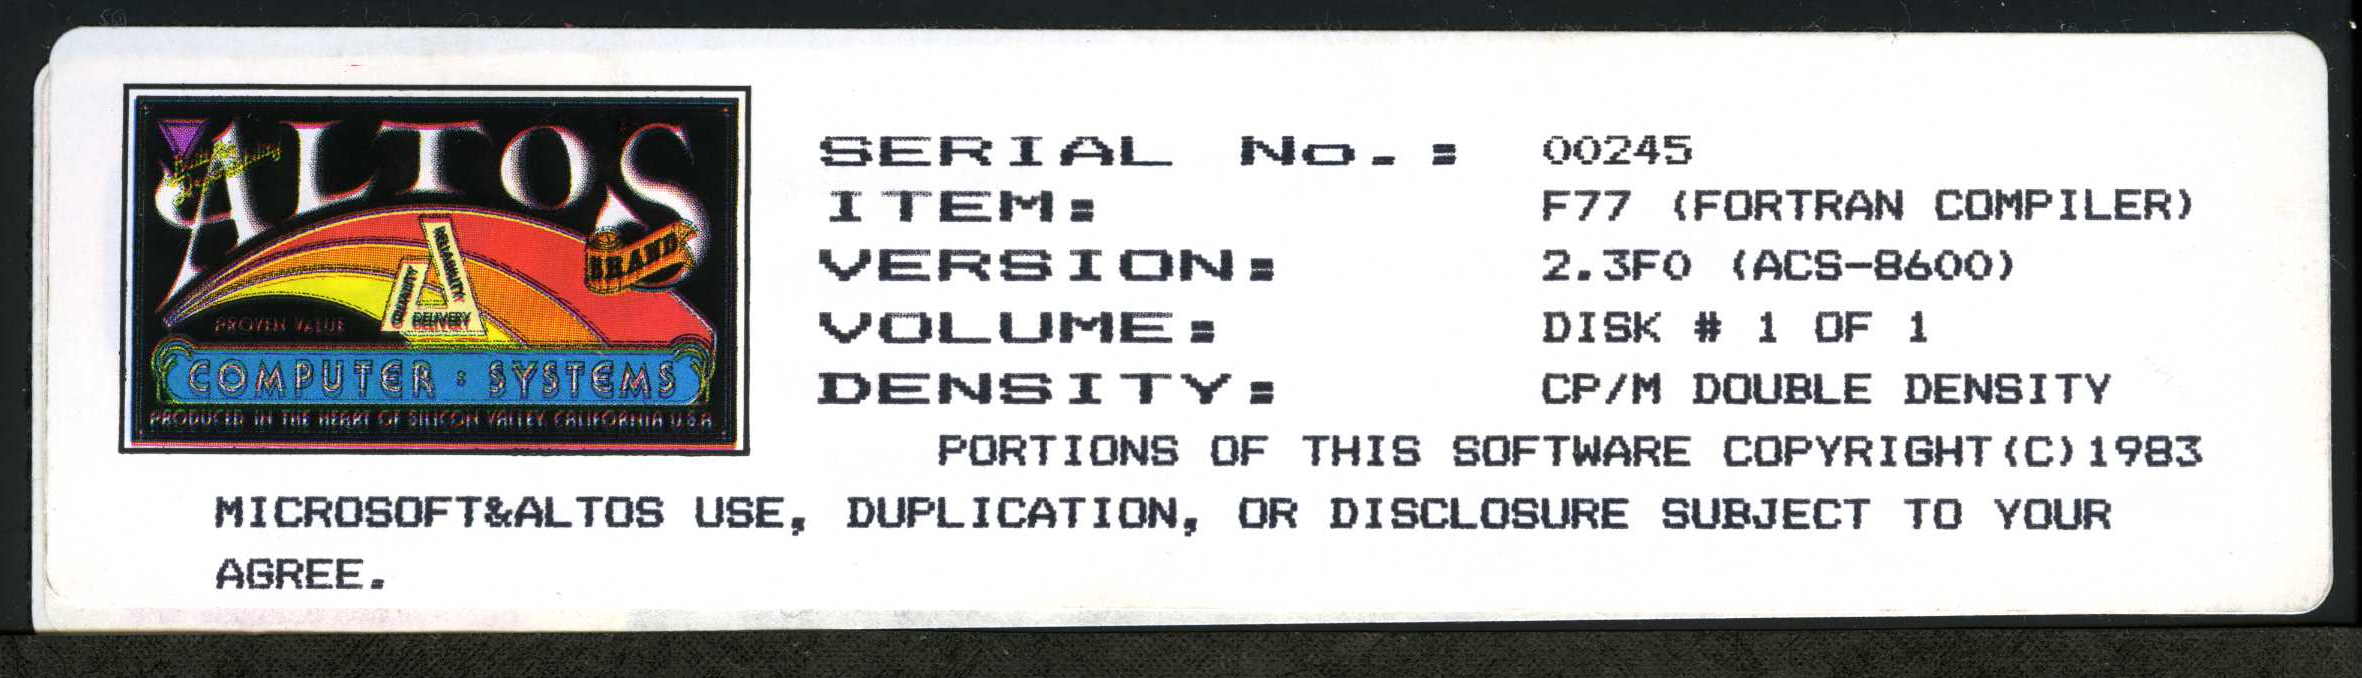 ALTOS
BRAND
QUALITY
RELIABILITY
DELIVERY
PROVEN VALUE
COMPUTER : SYSTEMS
PRODUCED IN THE HEART OF SILICON VALLEY CALIFORNIA U.S.A
SERIAL No.: 00245
ITEM: F77 (FORTRAN COMPILER)
VERSION: 2.3F0 (ACS-8600)
VOLUME: DISK # 1 OF 1
DENSITY: CP/M DOUBLE DENSITY
PORTIONS OF THIS SOFTWARE COPYRIGHT(C)1983
MICROSOFT&ALTOS USE, DUPLICATION, OR DISCLOSURE SUBJECT TO YOUR
AGREE.